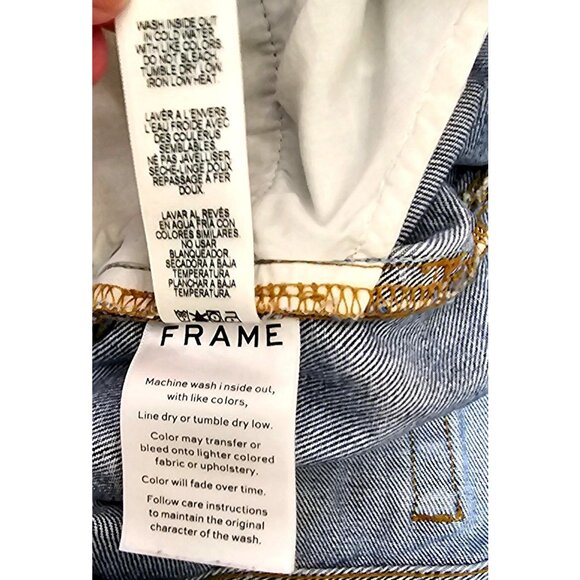 WASH INSIDE OUT
IN COLD WATER
WITH LIKE COLORS.
DO NOT BLEACH
TUMBLE DRY LOW
IRON LOW HEAT.
LAVÉR A L'ENVERS
L'EAU FROIDE AVEC
DES COULERUS
SEMBLABLES.
NE PAS JAVELLISER
SÉCHE-LINGE DOUX
REPASSAGE A FER
DOUX.
LAVAR AL REVÉS
EN AGUA FRIA CON
COLORES SIMILARES.
NO USAR
BLANQUEADOR
SECADORA A BAJA
TEMPERATURA
PLANCHAR A BAJA
TEMPERATURA
FRAME
Machine wash inside out,
with like colors,
Line dry or tumble dry low.
Color may transfer or
bleed onto lighter colored
fabric or upholstery.
Color will fade over time.
Follow care instructions
to maintain the original
character of the wash.